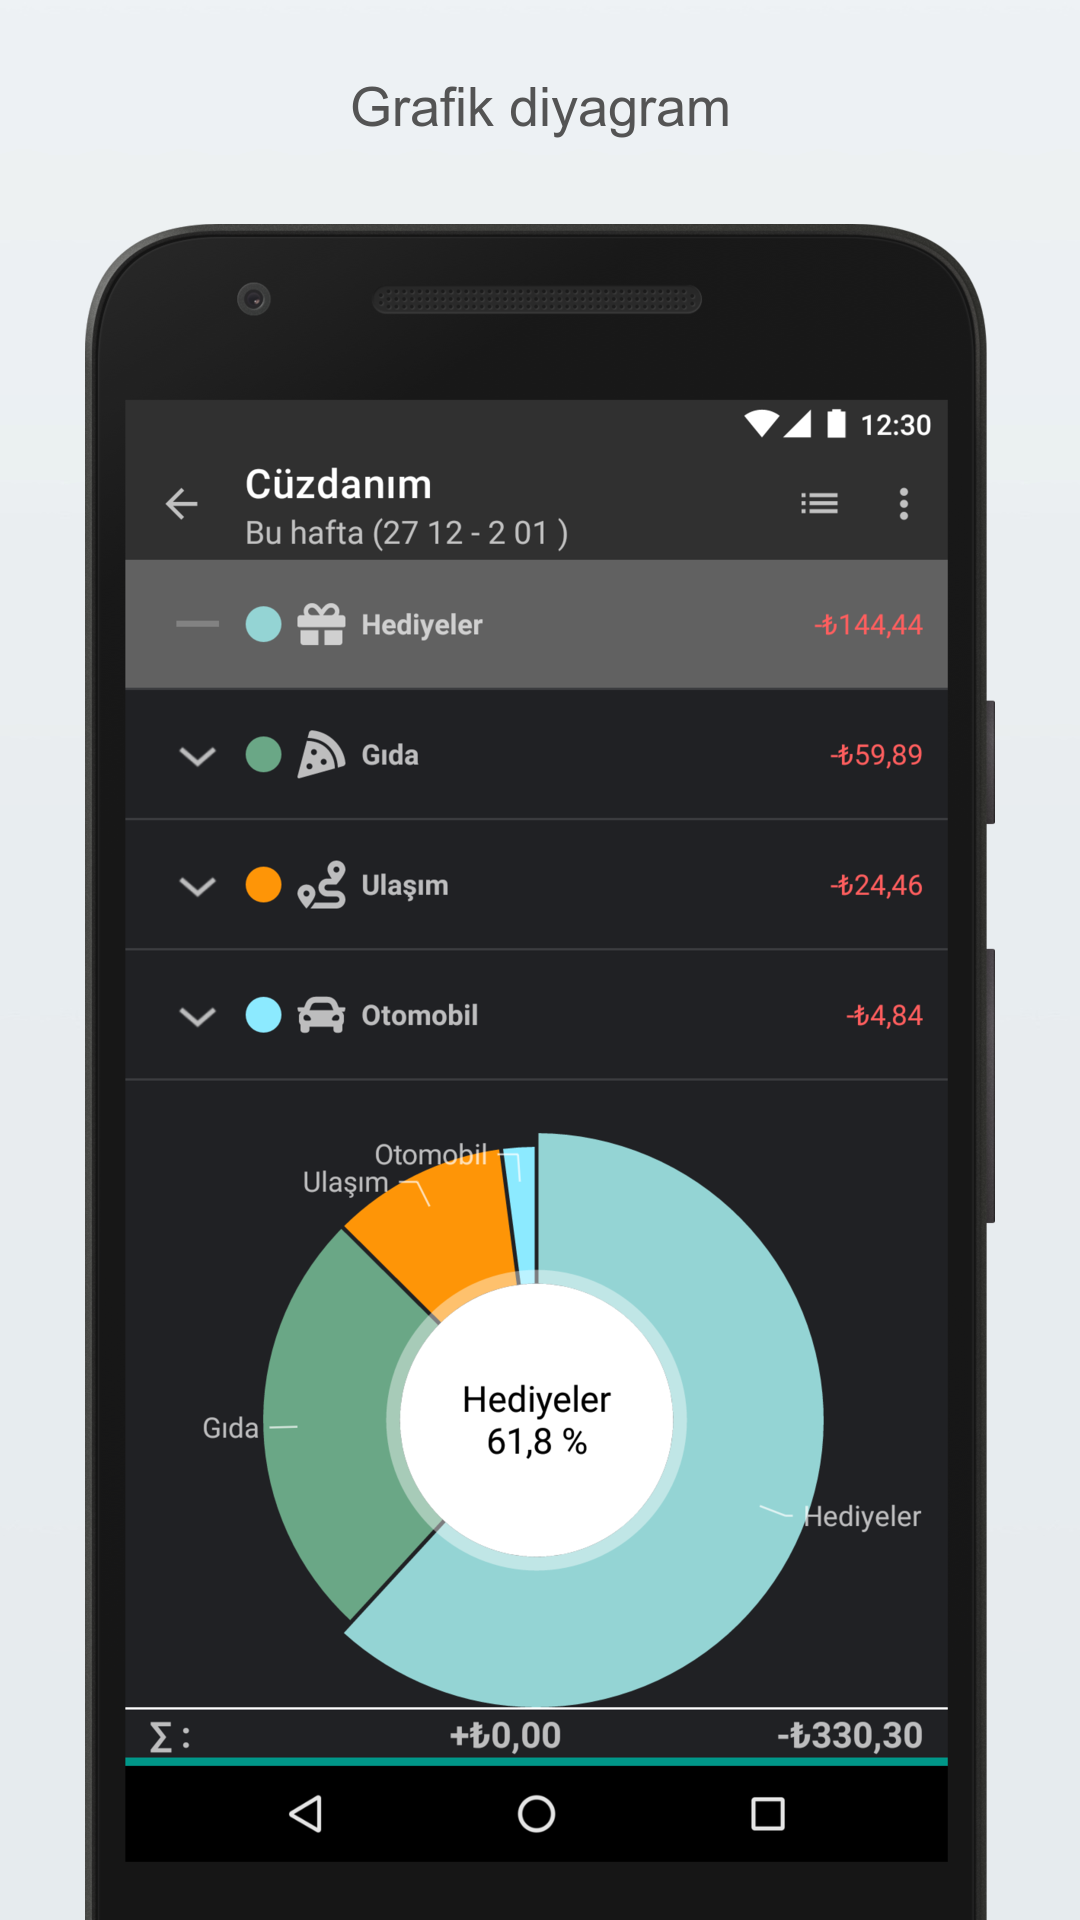 Grafik diyagram
12:30
Cüzdanım
Bu hafta (27 12 - 2 01 )
Hediyeler -₺144,44
Gıda -₺59,89
Ulaşım -₺24,46
Otomobil -₺4,84
Otomobil
Ulaşım
Hediyeler
61,8 %
Gıda
Hediyeler
Σ : +₺0,00 -₺330,30